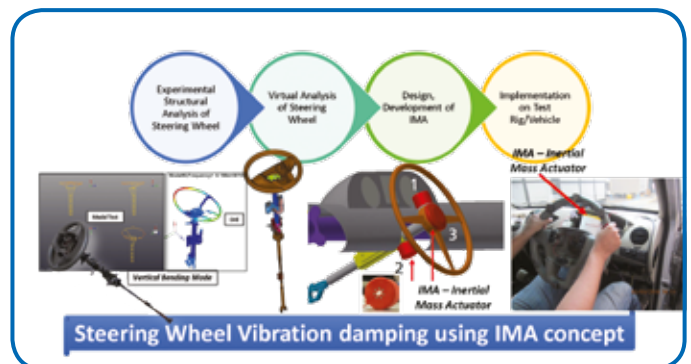 Experimental
Structural
Analysis of
Steering Wheel
Virtual Analysis
of Steering
Wheel
Design,
Development of
IMA
Implementation
on Test
Rig/Vehicle
IMA – Inertial
Mass Actuator
1
3
2
Modal Test
Vertical Bending Mode
IMA – Inertial
Mass Actuator
Steering Wheel Vibration damping using IMA concept